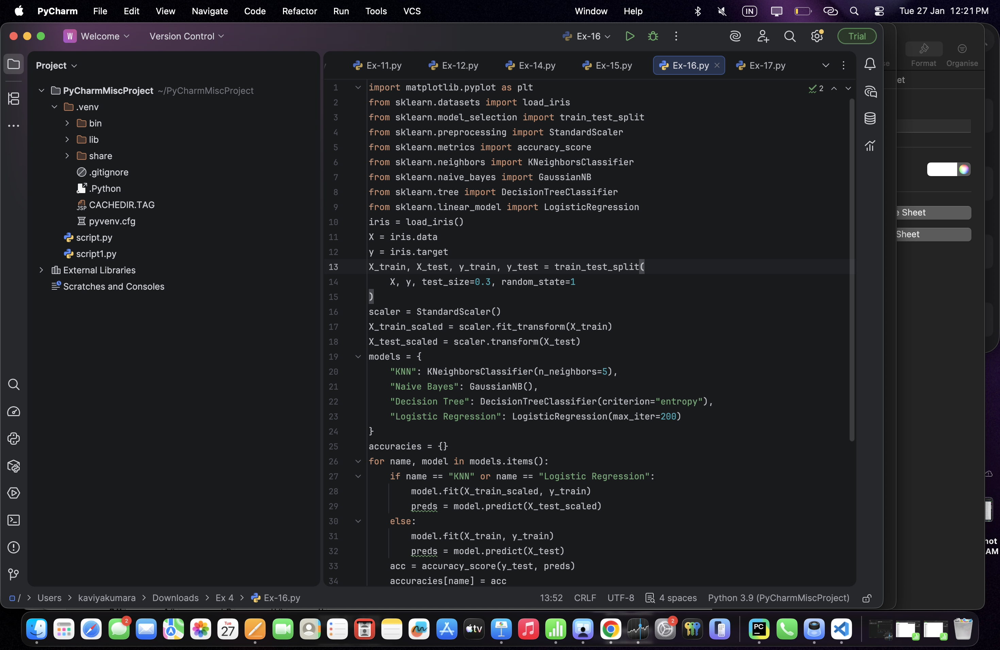 PyCharm File Edit View Navigate Code Refactor Run Tools VCS Window Help IN Tue 27 Jan 12:21 PM
W Welcome Version Control Ex-16 Trial
Format Organise
Project
Ex-11.py Ex-12.py Ex-14.py Ex-15.py Ex-16.py Ex-17.py
PyCharmMiscProject ~/PyCharmMiscProject
.venv
bin
lib
share
.gitignore
.Python
JSP CACHEDIR.TAG
pyvenv.cfg
script.py
script1.py
External Libraries
Scratches and Consoles
2
1 import matplotlib.pyplot as plt
2 from sklearn.datasets import load_iris
3 from sklearn.model_selection import train_test_split
4 from sklearn.preprocessing import StandardScaler
5 from sklearn.metrics import accuracy_score
6 from sklearn.neighbors import KNeighborsClassifier
7 from sklearn.naive_bayes import GaussianNB
8 from sklearn.tree import DecisionTreeClassifier
9 from sklearn.linear_model import LogisticRegression
10 iris = load_iris()
11 X = iris.data
12 y = iris.target
13 X_train, X_test, y_train, y_test = train_test_split(
14     X, y, test_size=0.3, random_state=1
15 )
16 scaler = StandardScaler()
17 X_train_scaled = scaler.fit_transform(X_train)
18 X_test_scaled = scaler.transform(X_test)
19 models = {
20     "KNN": KNeighborsClassifier(n_neighbors=5),
21     "Naive Bayes": GaussianNB(),
22     "Decision Tree": DecisionTreeClassifier(criterion="entropy"),
23     "Logistic Regression": LogisticRegression(max_iter=200)
24 }
25 accuracies = {}
26 for name, model in models.items():
27     if name == "KNN" or name == "Logistic Regression":
28         model.fit(X_train_scaled, y_train)
29         preds = model.predict(X_test_scaled)
30     else:
31         model.fit(X_train, y_train)
32         preds = model.predict(X_test)
33     acc = accuracy_score(y_test, preds)
34     accuracies[name] = acc
et
e Sheet
Sheet
AM
/ > Users > kaviyakumara > Downloads > Ex 4 > Ex-16.py 13:52 CRLF UTF-8 4 spaces Python 3.9 (PyCharmMiscProject)
2 Tue 27 tv 2 PC